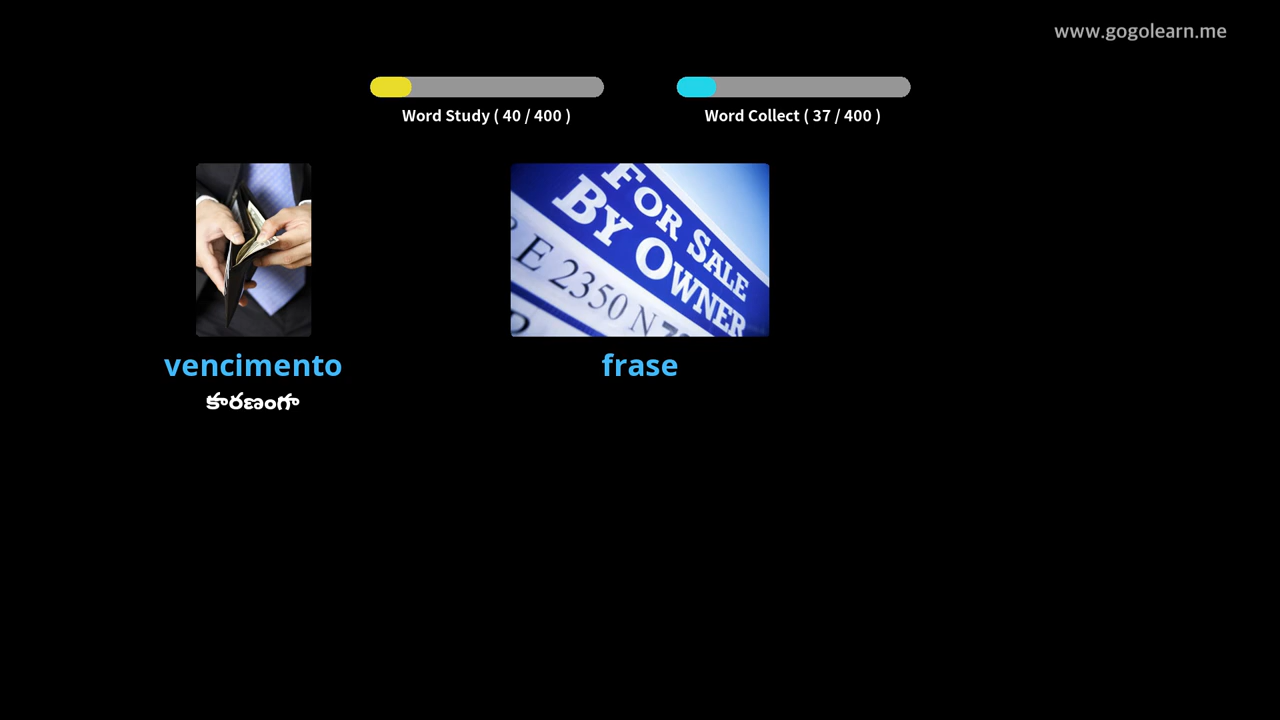 www.gogolearn.me
Word Study ( 40 / 400 )
Word Collect ( 37 / 400 )
FOR SALE
BY OWNER
E 2350 N
vencimento
frase
కారణంగా